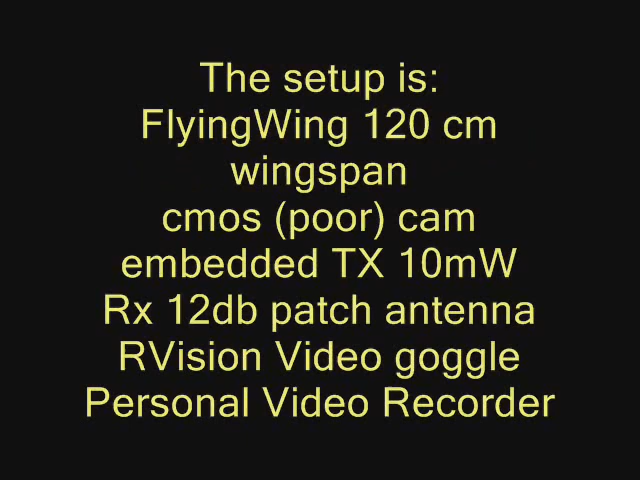 The setup is:
FlyingWing 120 cm
wingspan
cmos (poor) cam
embedded TX 10mW
Rx 12db patch antenna
RVision Video goggle
Personal Video Recorder